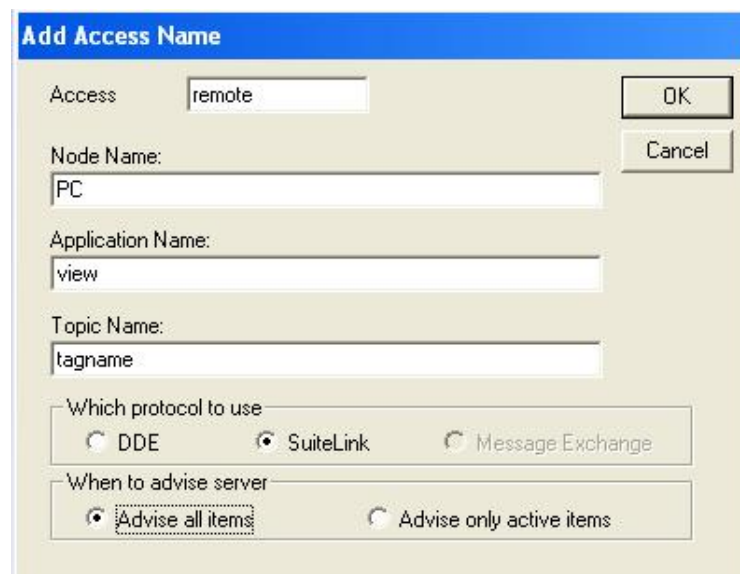 Add Access Name
Access remote OK
Node Name: Cancel
PC
Application Name:
view
Topic Name:
tagname
Which protocol to use
DDE SuiteLink Message Exchange
When to advise server
Advise all items Advise only active items